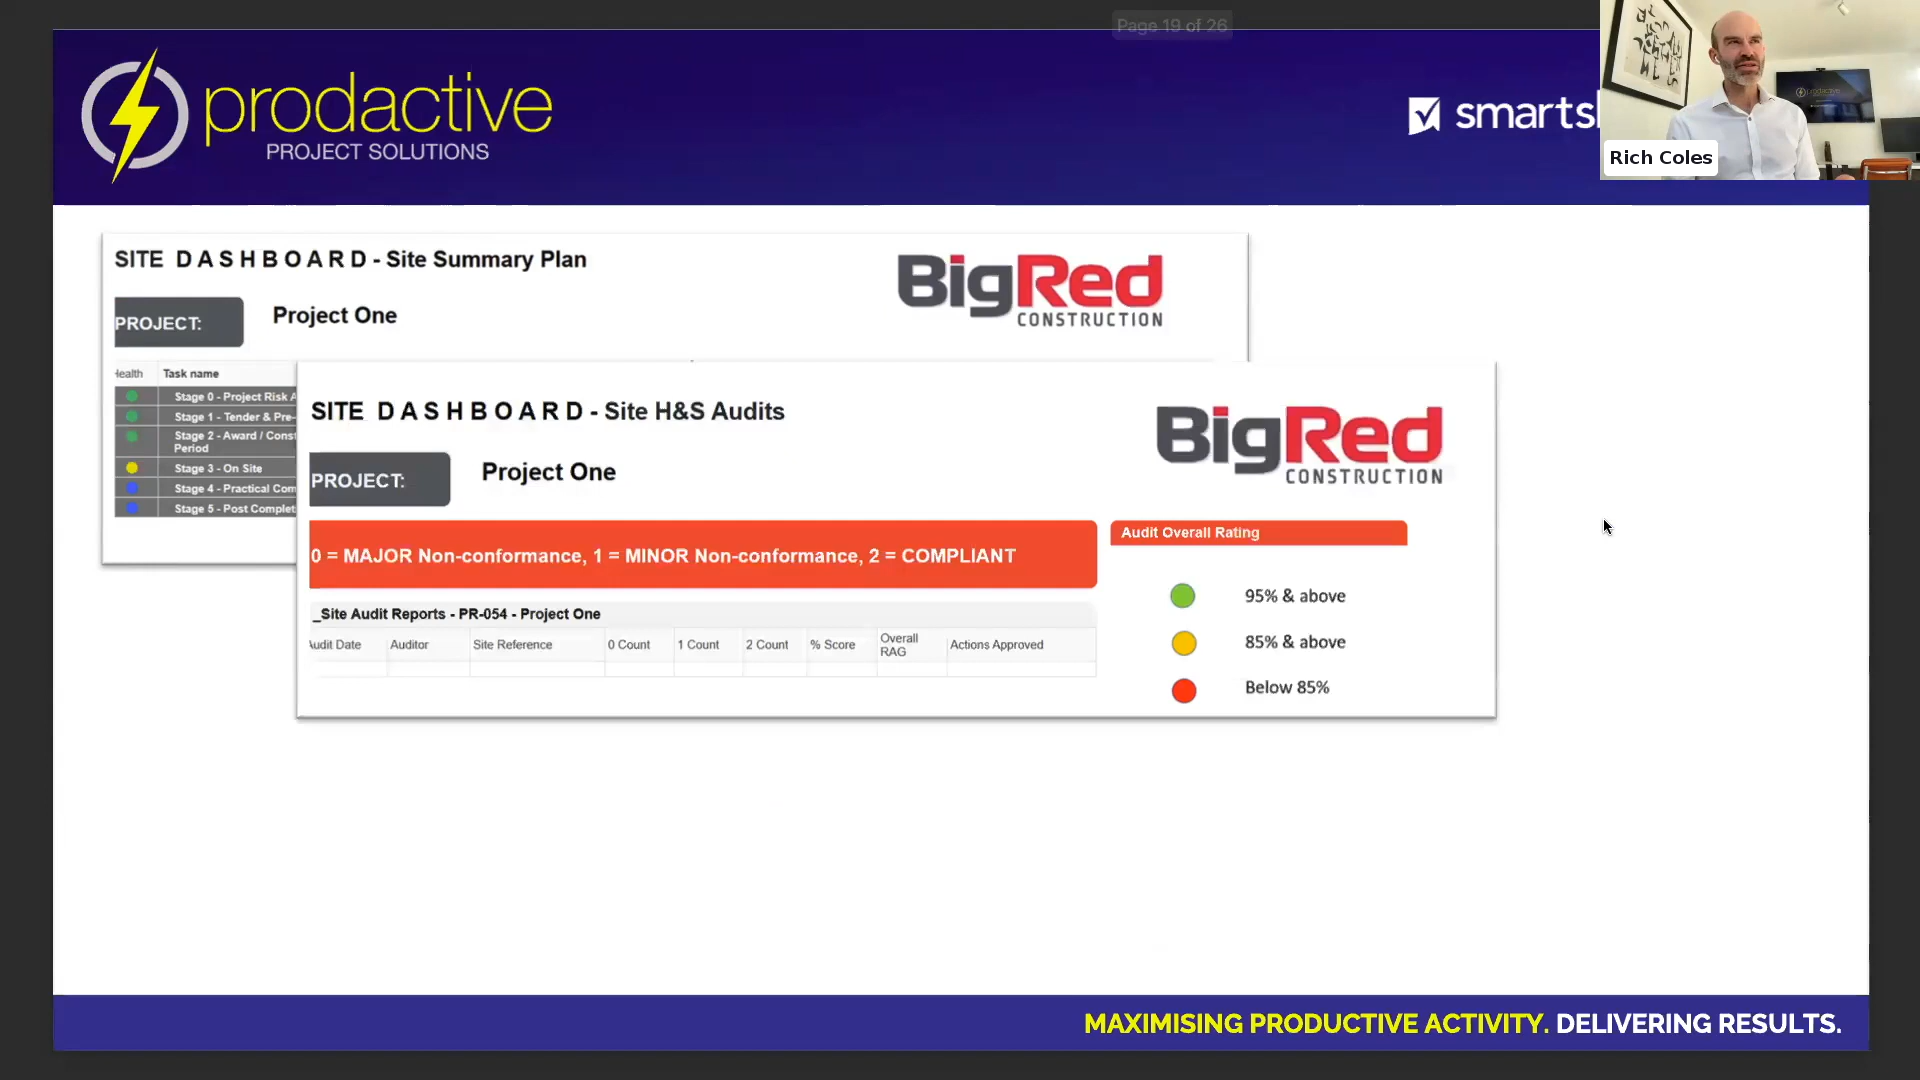 Page 19 of 26
prodactive
PROJECT SOLUTIONS
smartsh
Rich Coles
SITE D A S H B O A R D - Site Summary Plan
BigRed
CONSTRUCTION
PROJECT:
Project One
Health
Task name
Stage 0 - Project Risk A
Stage 1 - Tender & Pre-
Stage 2 - Award / Const
Period
Stage 3 - On Site
Stage 4 - Practical Com
Stage 5 - Post Complet
SITE D A S H B O A R D - Site H&S Audits
BigRed
CONSTRUCTION
PROJECT:
Project One
0 = MAJOR Non-conformance, 1 = MINOR Non-conformance, 2 = COMPLIANT
_Site Audit Reports - PR-054 - Project One
Audit Date Auditor Site Reference 0 Count 1 Count 2 Count % Score Overall RAG Actions Approved
Audit Overall Rating
95% & above
85% & above
Below 85%
MAXIMISING PRODUCTIVE ACTIVITY. DELIVERING RESULTS.